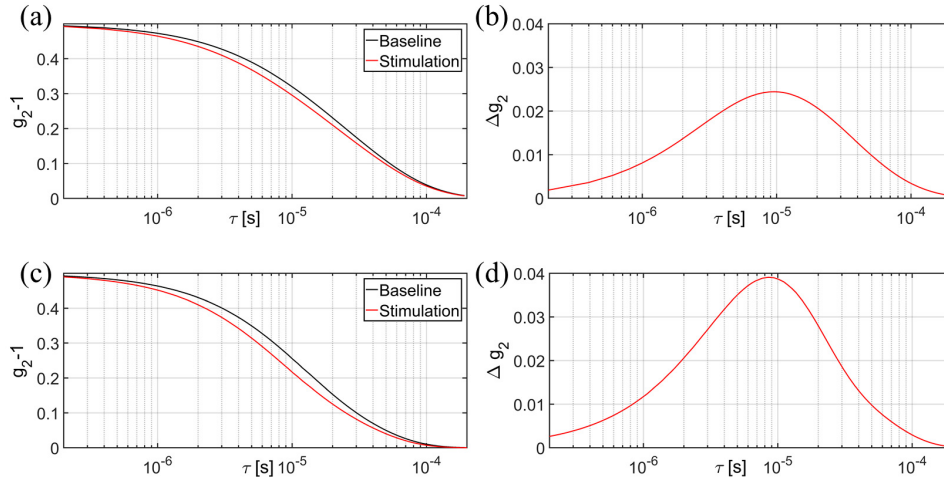 (a)
g₂-1
0.4
0.3
0.2
0.1
0
Baseline
Stimulation
10⁻⁶
10⁻⁵
10⁻⁴
τ [s]
(b)
Δg₂
0.04
0.03
0.02
0.01
0
10⁻⁶
10⁻⁵
10⁻⁴
τ [s]
(c)
g₂-1
0.4
0.3
0.2
0.1
0
Baseline
Stimulation
10⁻⁶
10⁻⁵
10⁻⁴
τ [s]
(d)
Δ g₂
0.04
0.03
0.02
0.01
0
10⁻⁶
10⁻⁵
10⁻⁴
τ [s]